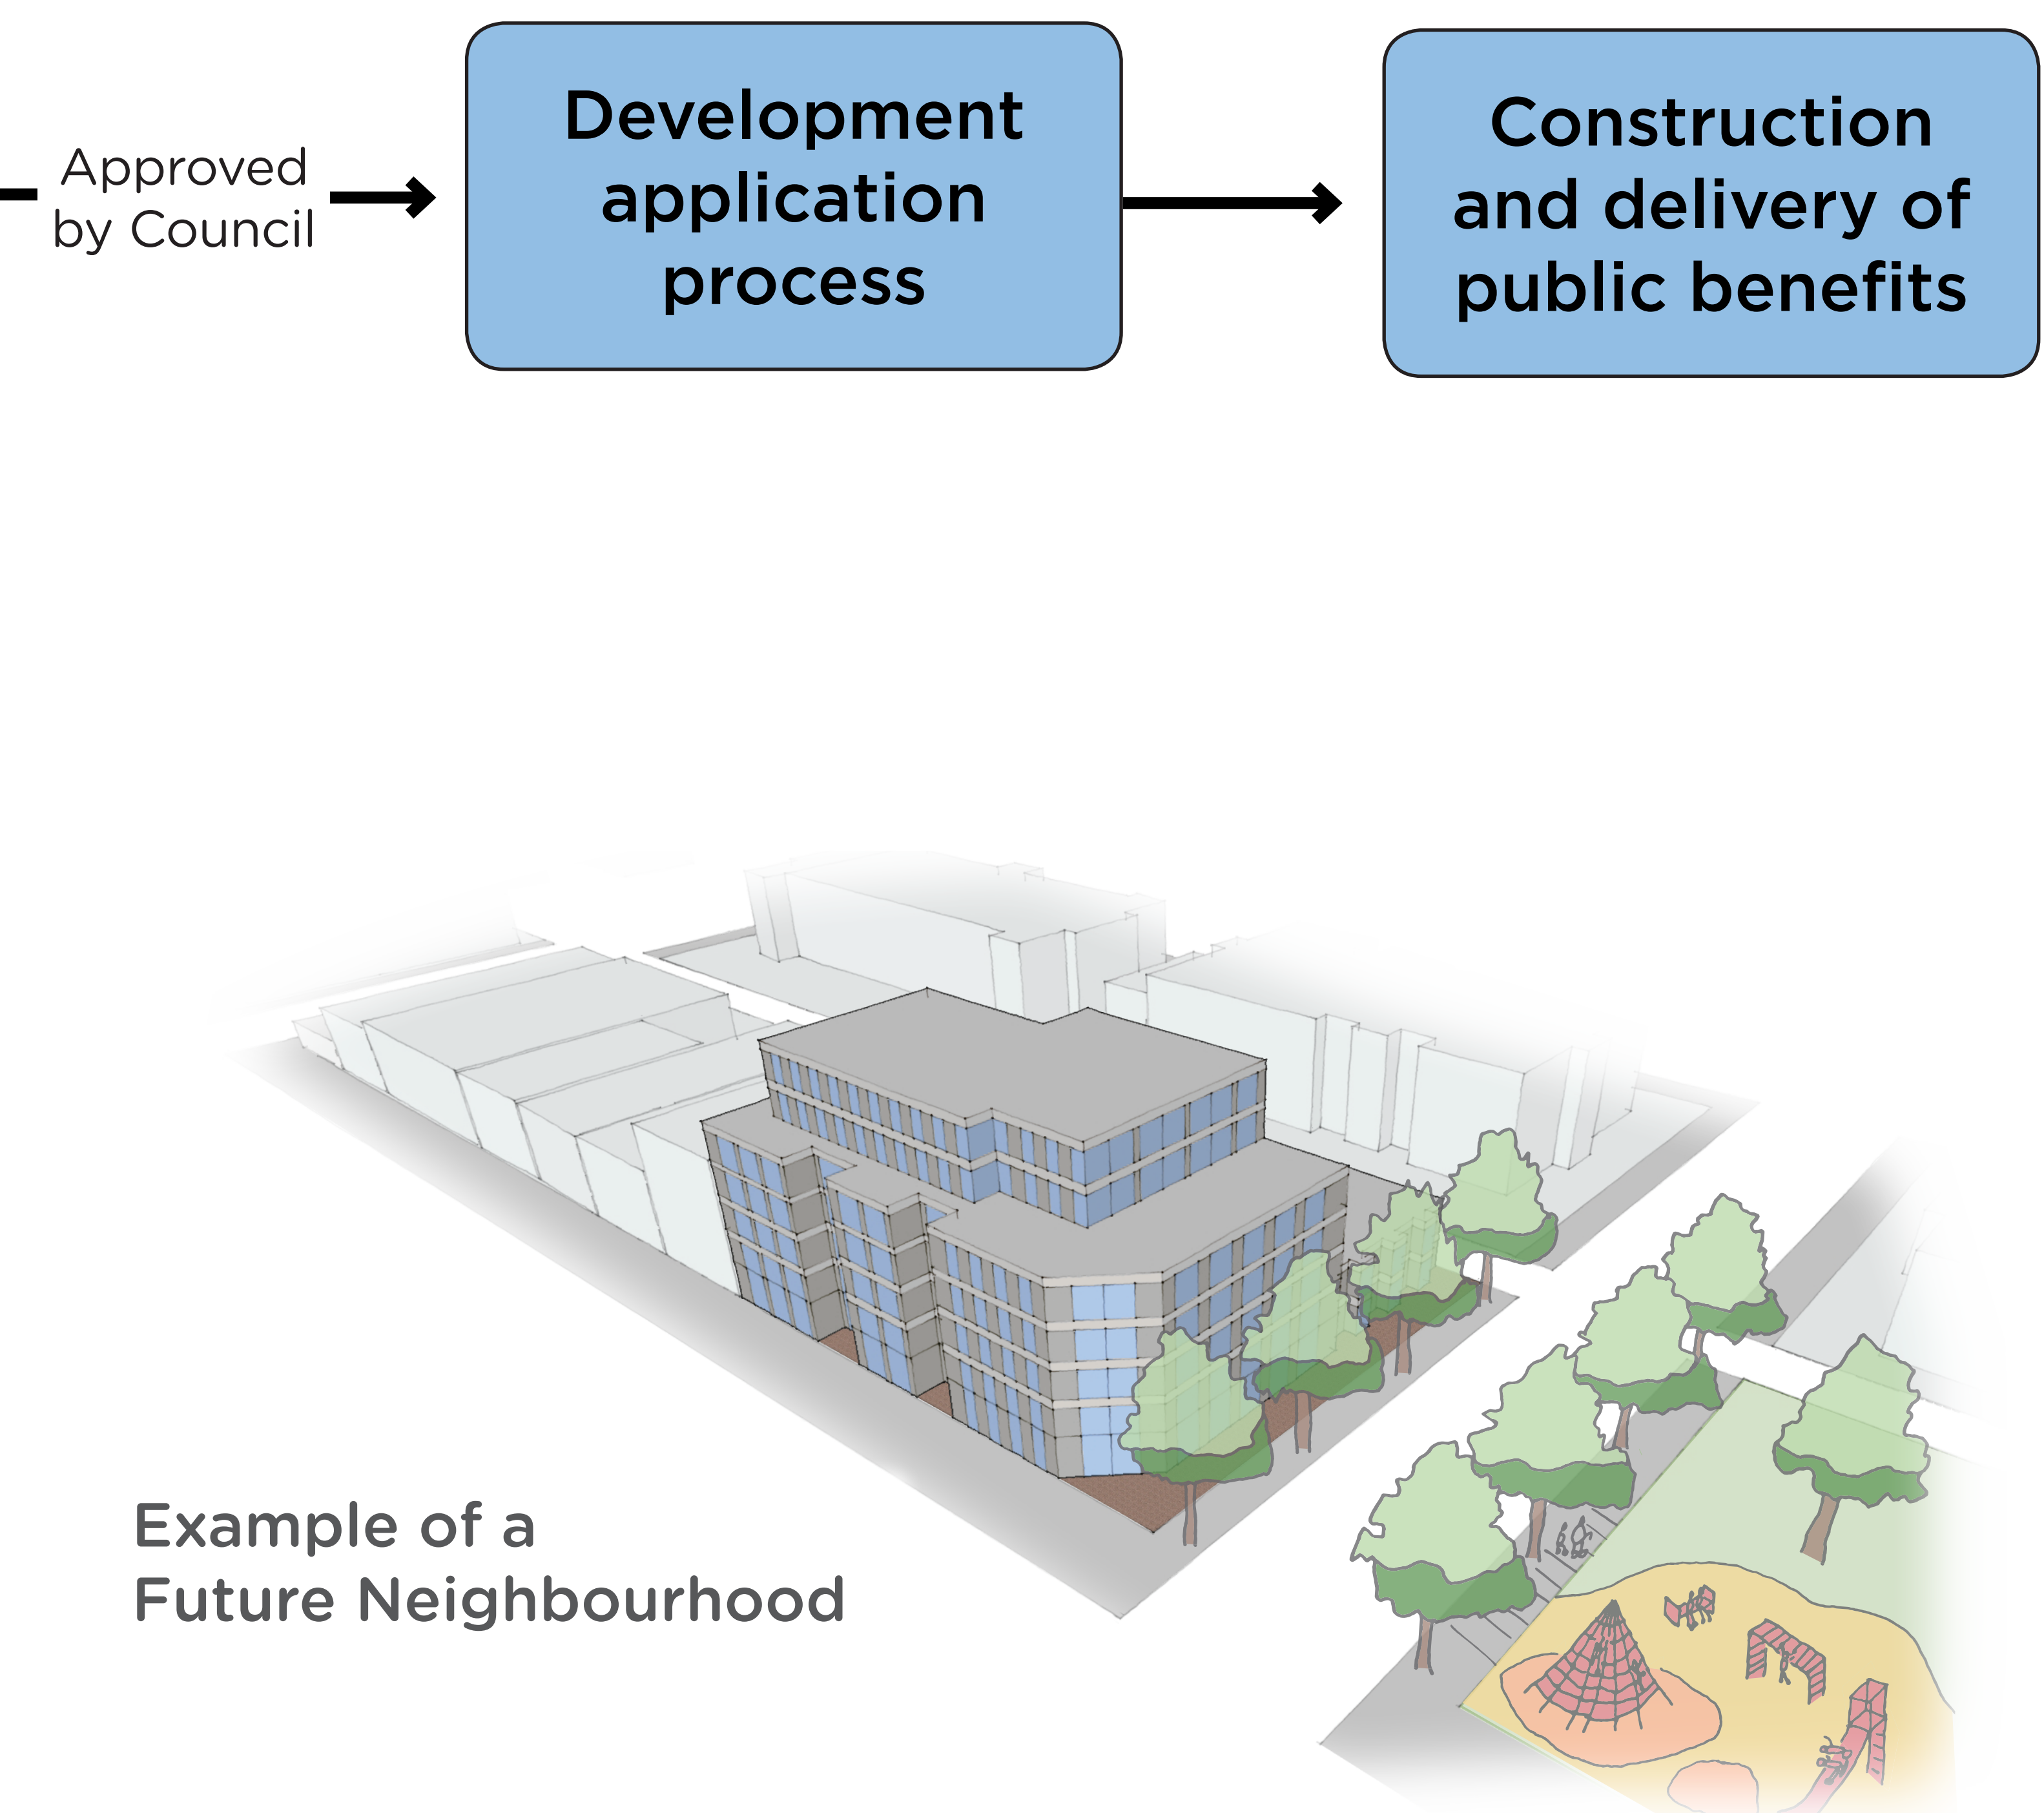 Approved
by Council
Development
application
process
Construction
and delivery of
public benefits
Example of a
Future Neighbourhood